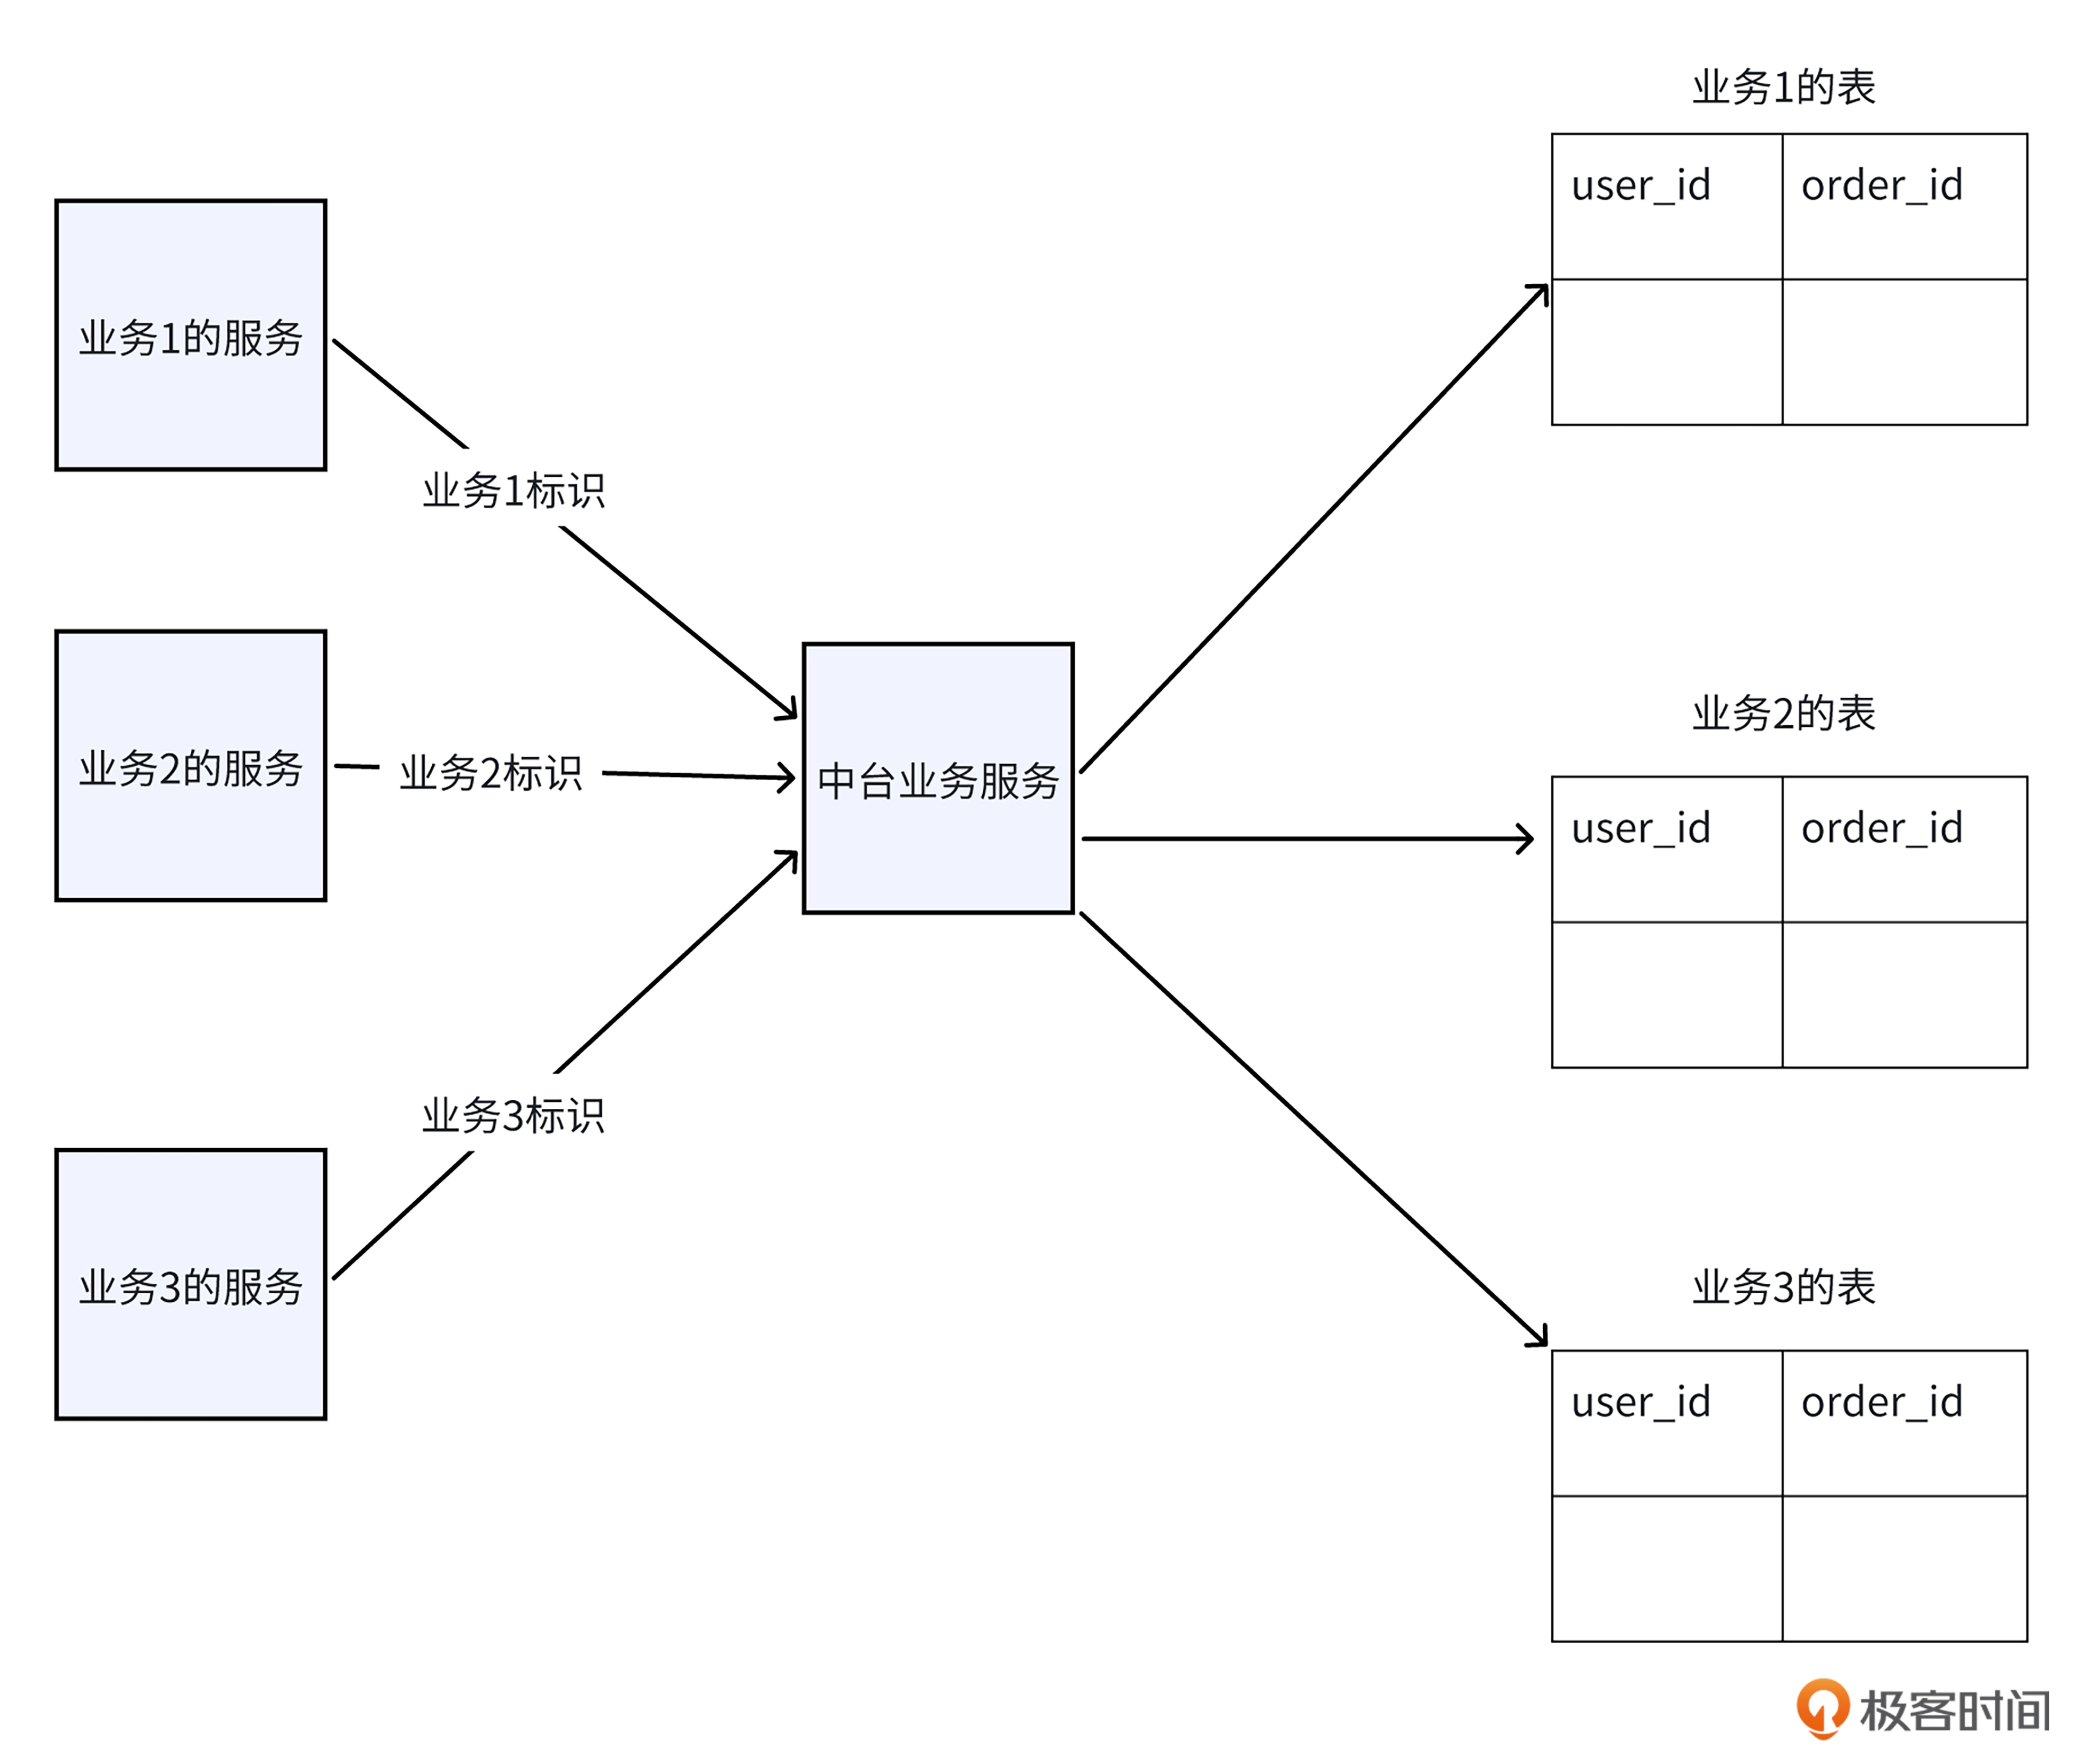 业务1的服务
业务2的服务
业务3的服务
业务1标识
业务2标识
业务3标识
中台业务服务
业务1的表
user_id order_id
业务2的表
user_id order_id
业务3的表
user_id order_id
极客时间